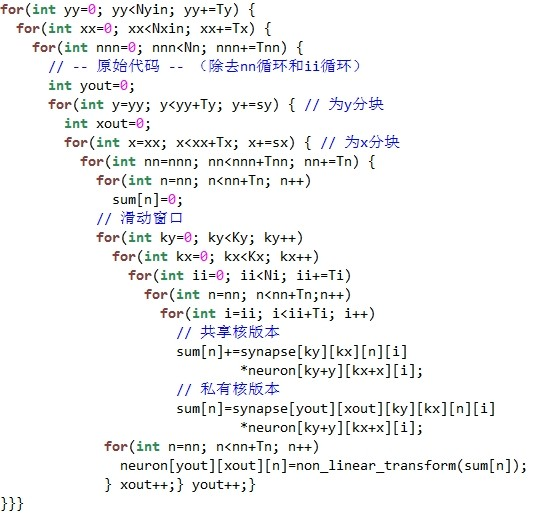 for(int yy=0; yy<Nyin; yy+=Ty) {
for(int xx=0; xx<Nxin; xx+=Tx) {
for(int nnn=0; nnn<Nn; nnn+=Tnn) {
// -- 原始代码 -- （除去nn循环和ii循环）
int yout=0;
for(int y=yy; y<yy+Ty; y+=sy) { // 为y分块
int xout=0;
for(int x=xx; x<xx+Tx; x+=sx) { // 为x分块
for(int nn=nnn; nn<nnn+Tnn; nn+=Tn) {
for(int n=nn; n<nn+Tn; n++)
sum[n]=0;
// 滑动窗口
for(int ky=0; ky<Ky; ky++)
for(int kx=0; kx<Kx; kx++)
for(int ii=0; ii<Ni; ii+=Ti)
for(int n=nn; n<nn+Tn;n++)
for(int i=ii; i<ii+Ti; i++)
// 共享核版本
sum[n]+=synapse[ky][kx][n][i]
*neuron[ky+y][kx+x][i];
// 私有核版本
sum[n]=synapse[yout][xout][ky][kx][n][i]
*neuron[ky+y][kx+x][i];
for(int n=nn; n<nn+Tn; n++)
neuron[yout][xout][n]=non_linear_transform(sum[n]);
} xout++;} yout++;}
}}}